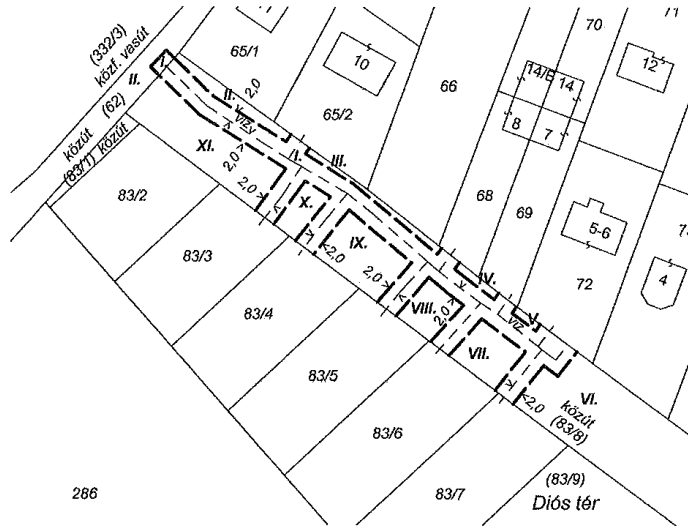 (332/3)
közf. vasút
II.
(62)
közút
(83/1) közút
I.
65/1
2,0
II.
vízv
10
65/2
66
70
71
14/B
14
12
8
7
XI.
2,0
I.
III.
2,0
X.
IX.
<2,0
2,0
68
69
5-6
72
4
IV.
V.
víz
2,0
VIII.
VII.
<2,0
VI.
közút
(83/8)
83/2
83/3
83/4
83/5
83/6
83/7
286
(83/9)
Diós tér